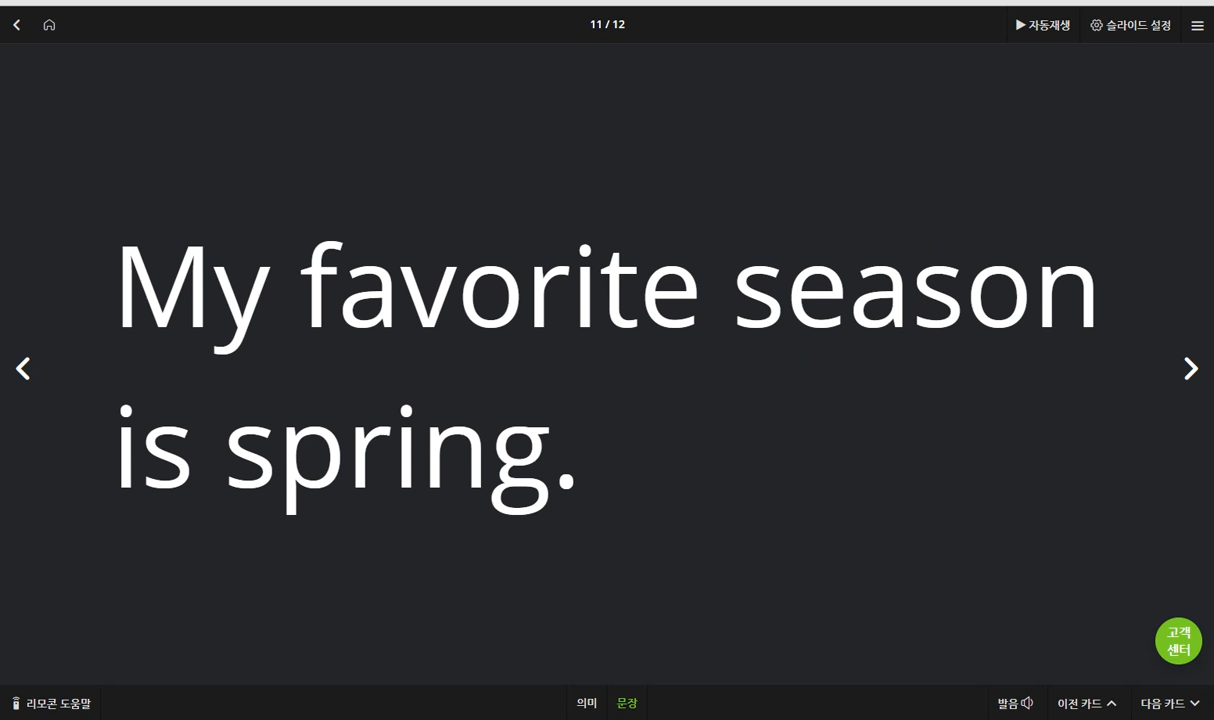 11 / 12
자동재생
슬라이드 설정
My favorite season
is spring.
고객
센터
리모콘 도움말
의미
문장
발음
이전 카드
다음 카드